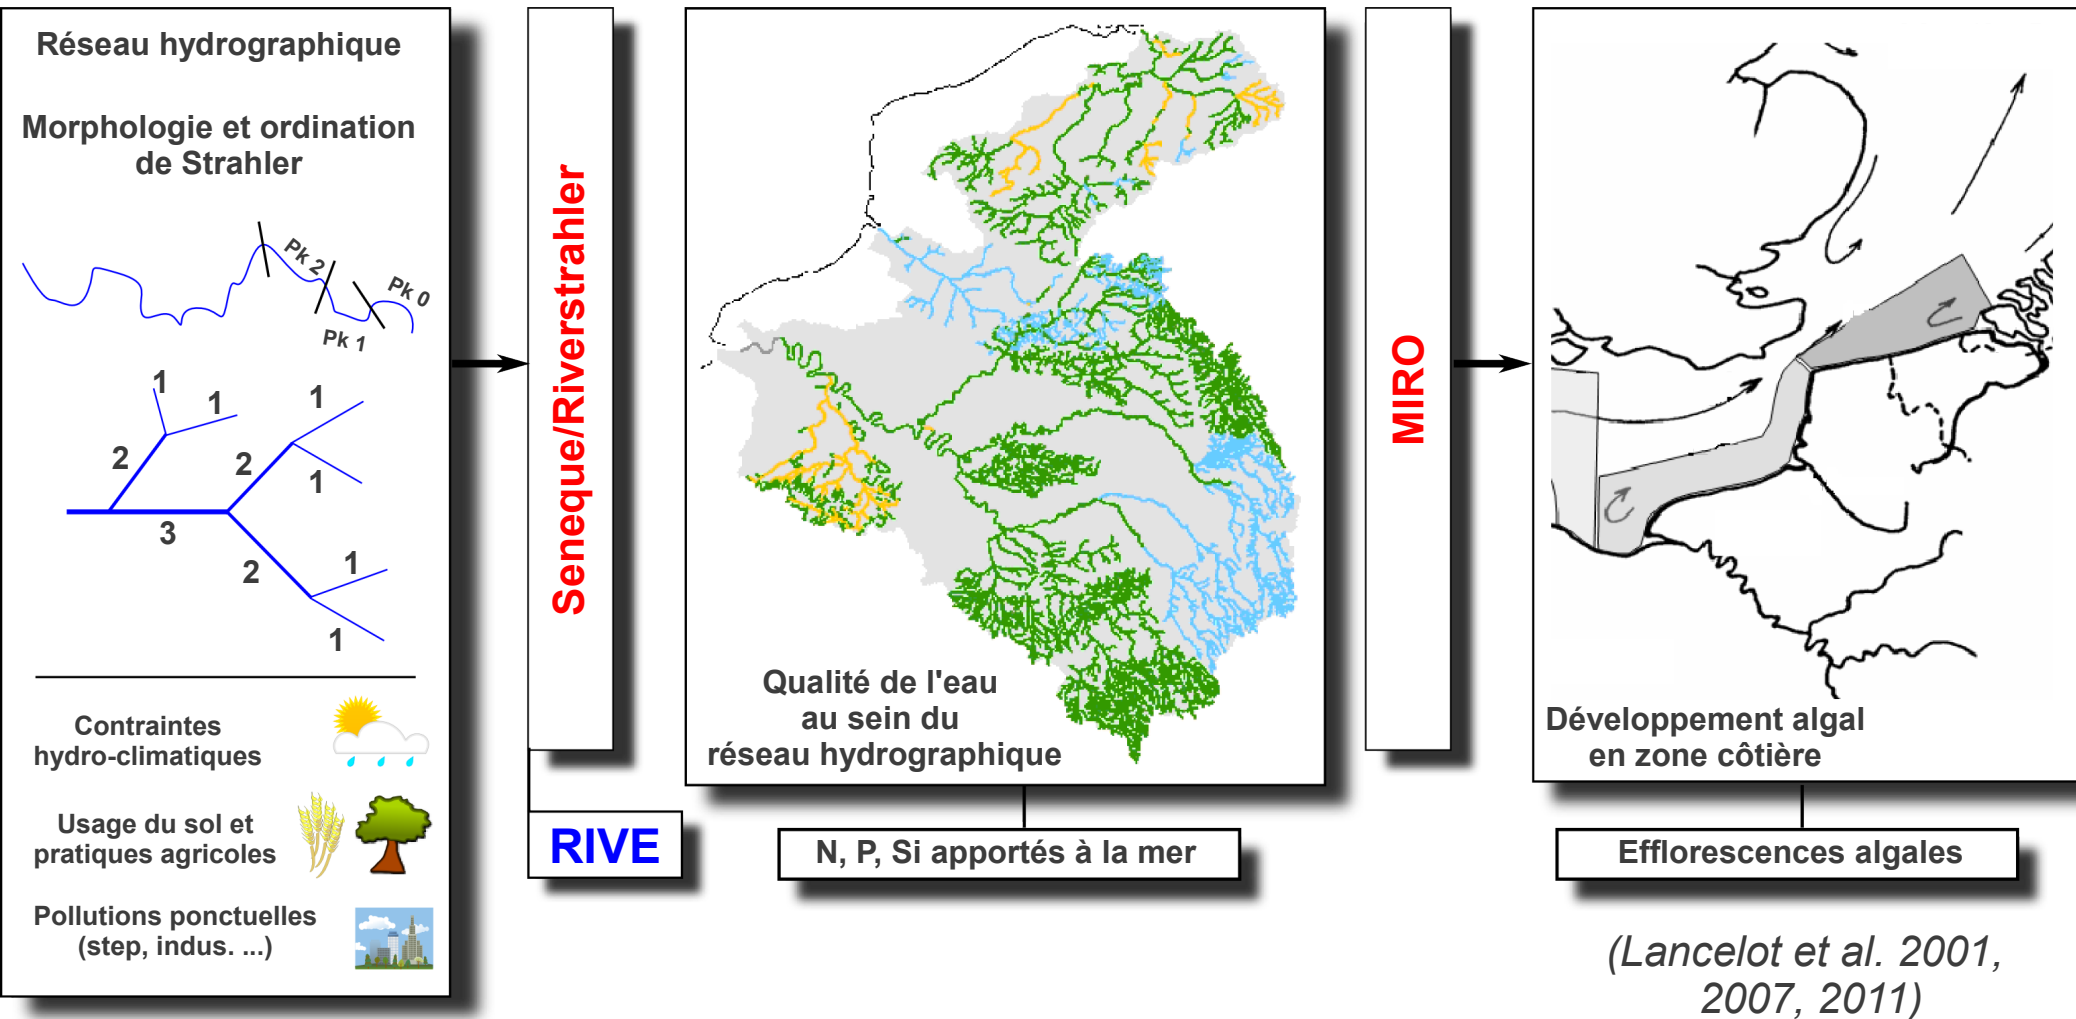 Réseau hydrographique
Morphologie et ordination
de Strahler
Pk 2
Pk 0
Pk 1
1
1
1
2
2
1
3
2
1
1
Contraintes
hydro-climatiques
Usage du sol et
pratiques agricoles
Pollutions ponctuelles
(step, indus. ...)
Seneque/Riverstrahler
RIVE
Qualité de l'eau
au sein du
réseau hydrographique
N, P, Si apportés à la mer
MIRO
Développement algal
en zone côtière
Efflorescences algales
(Lancelot et al. 2001,
2007, 2011)